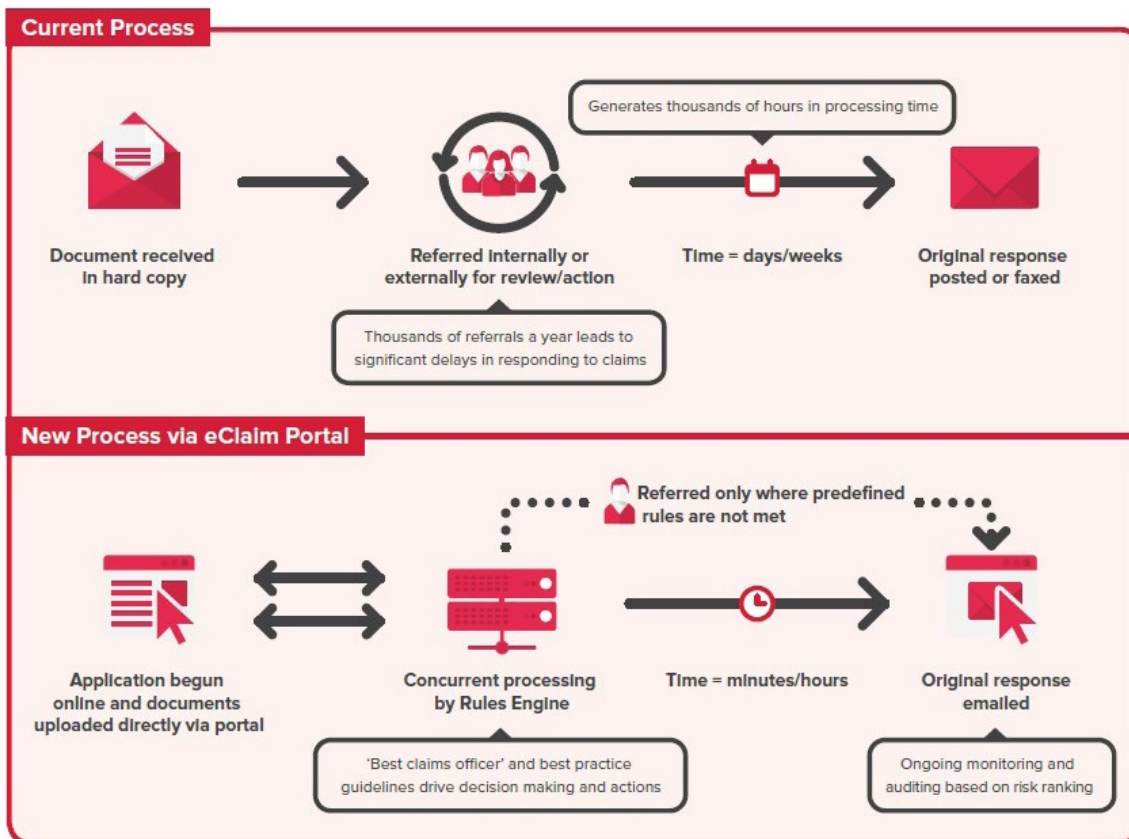 Current Process
Generates thousands of hours in processing time
Document received
in hard copy
Referred internally or
externally for review/action
Time = days/weeks
Original response
posted or faxed
Thousands of referrals a year leads to
significant delays in responding to claims
New Process via eClaim Portal
Referred only where predefined
rules are not met
Application begun
online and documents
uploaded directly via portal
Concurrent processing
by Rules Engine
Time = minutes/hours
Original response
emailed
'Best claims officer' and best practice
guidelines drive decision making and actions
Ongoing monitoring and
auditing based on risk ranking